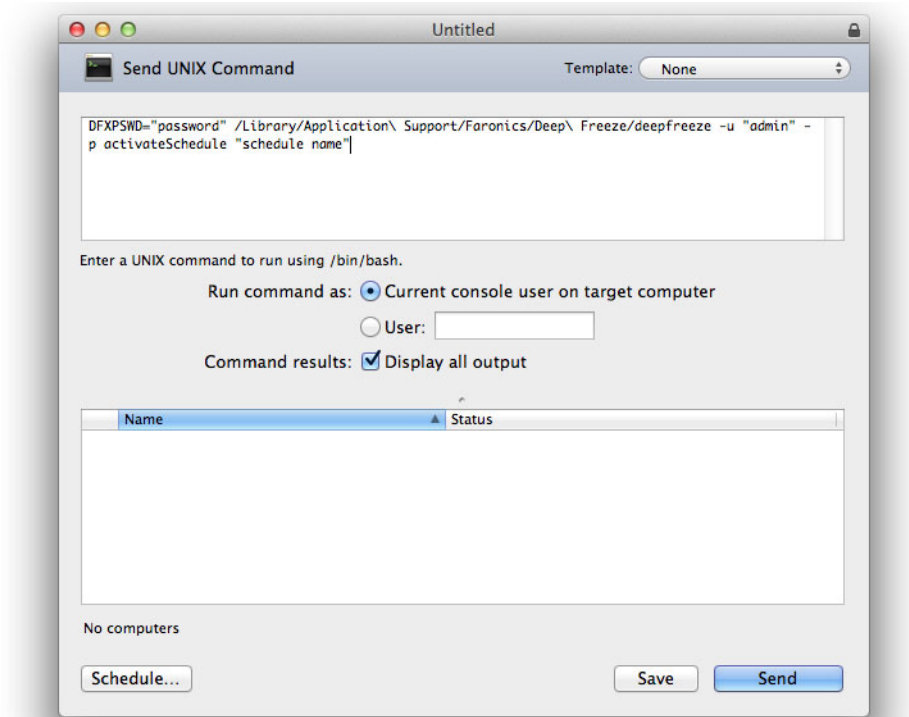 Untitled
Send UNIX Command
Template: None
DFXPSWD="password" /Library/Application\ Support/Faronics/Deep\ Freeze/deepfreeze -u "admin" -
p activateSchedule "schedule name"
Enter a UNIX command to run using /bin/bash.
Run command as: Current console user on target computer
User:
Command results: Display all output
Name Status
No computers
Schedule... Save Send